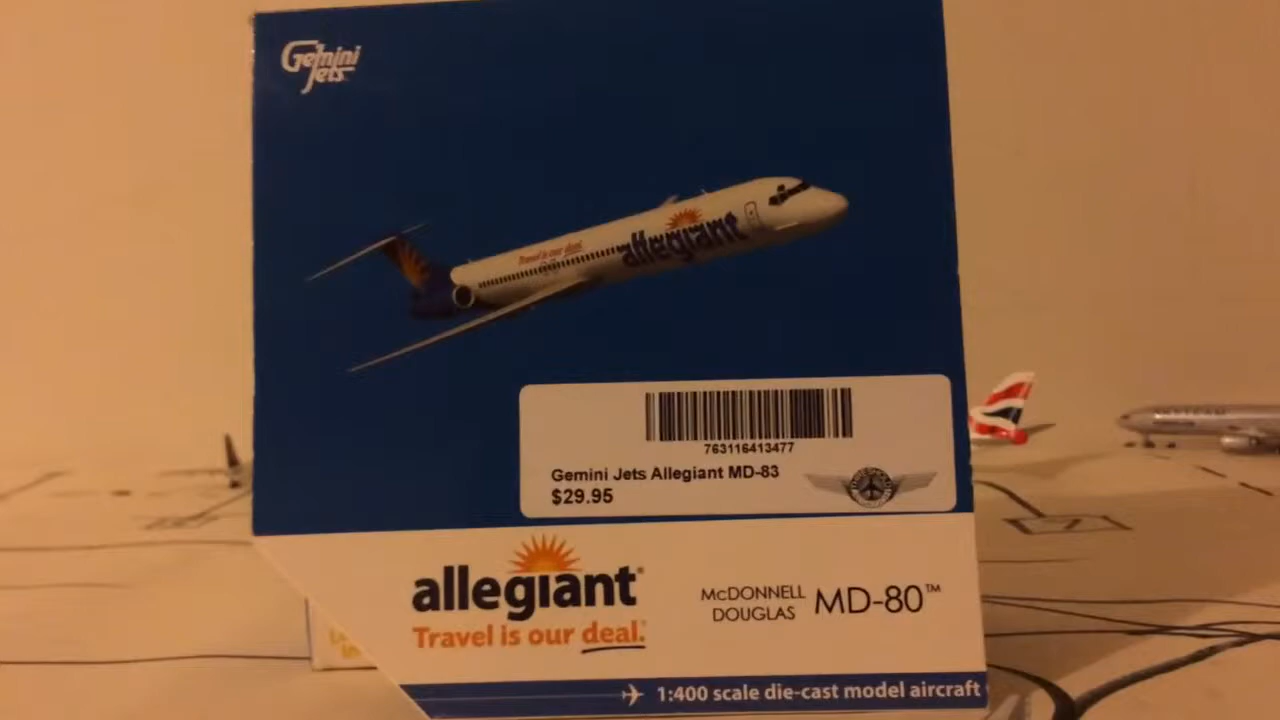 Gemini
Jets
Travel is our deal.
allegiant
763116413477
Gemini Jets Allegiant MD-83
$29.95
allegiant®
Travel is our deal.®
McDONNELL
DOUGLAS
MD-80™
1:400 scale die-cast model aircraft
SKYTEAM